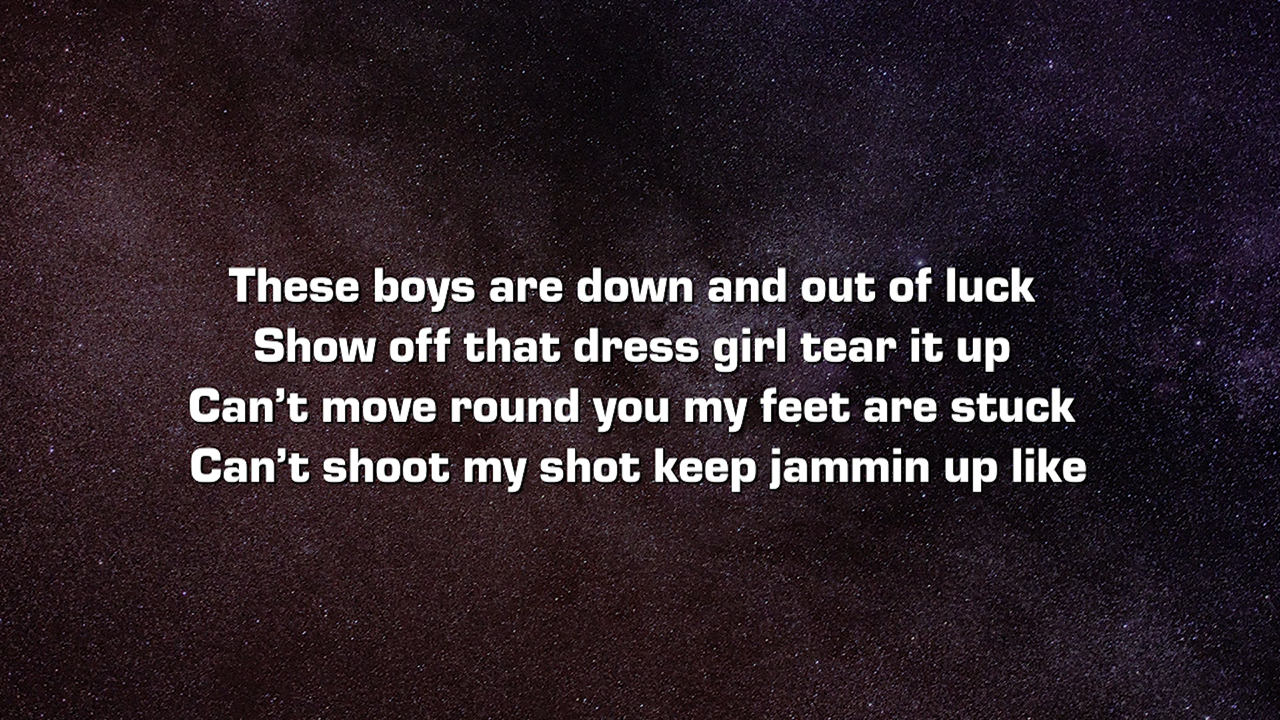 These boys are down and out of luck
Show off that dress girl tear it up
Can’t move round you my feet are stuck
Can’t shoot my shot keep jammin up like